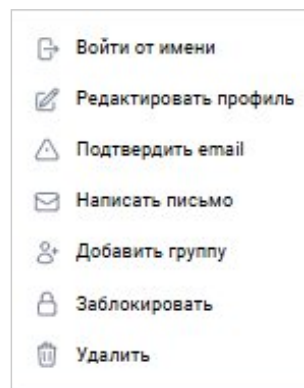 Войти от имени
Редактировать профиль
Подтвердить email
Написать письмо
Добавить группу
Заблокировать
Удалить